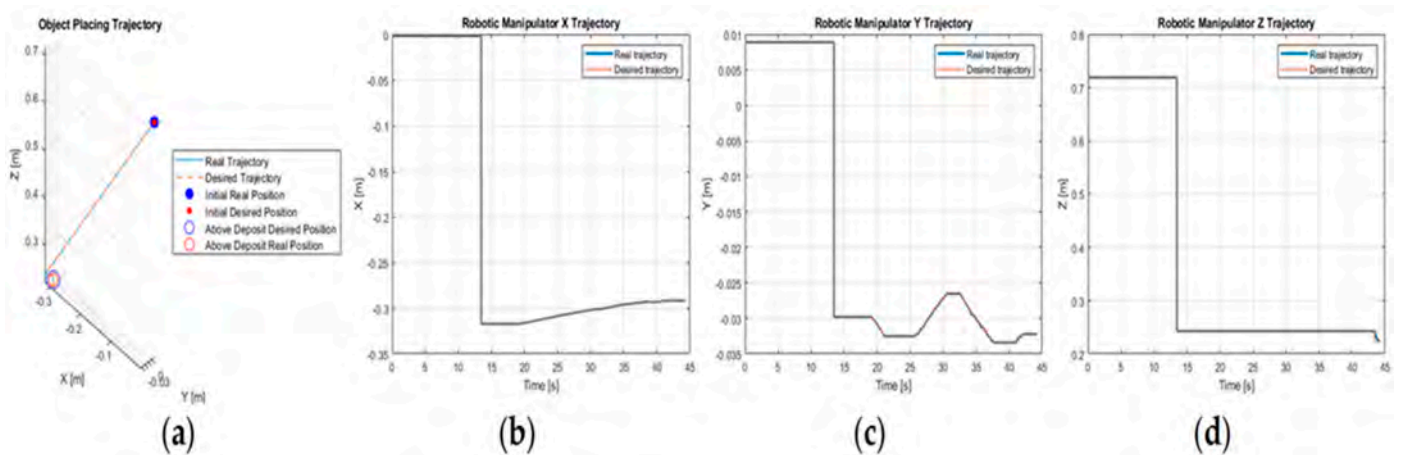 Object Placing Trajectory
0.7
0.6
0.5
0.4
0.3
Z [m]
-0.3
-0.2
-0.1
X [m]
-0.03
Y [m]
Real Trajectory
Desired Trajectory
Initial Real Position
Initial Desired Position
Above Deposit Desired Position
Above Deposit Real Position
(a)
Robotic Manipulator X Trajectory
Real trajectory
Desired trajectory
0
-0.05
-0.1
-0.15
-0.2
-0.25
-0.3
-0.35
X [m]
0 5 10 15 20 25 30 35 40 45
Time [s]
(b)
Robotic Manipulator Y Trajectory
Real trajectory
Desired trajectory
0.01
0.005
0
-0.005
-0.01
-0.015
-0.02
-0.025
-0.03
-0.035
Y [m]
0 5 10 15 20 25 30 35 40 45
Time [s]
(c)
Robotic Manipulator Z Trajectory
Real trajectory
Desired trajectory
0.8
0.7
0.6
0.5
0.4
0.3
0.2
Z [m]
0 5 10 15 20 25 30 35 40 45
Time [s]
(d)